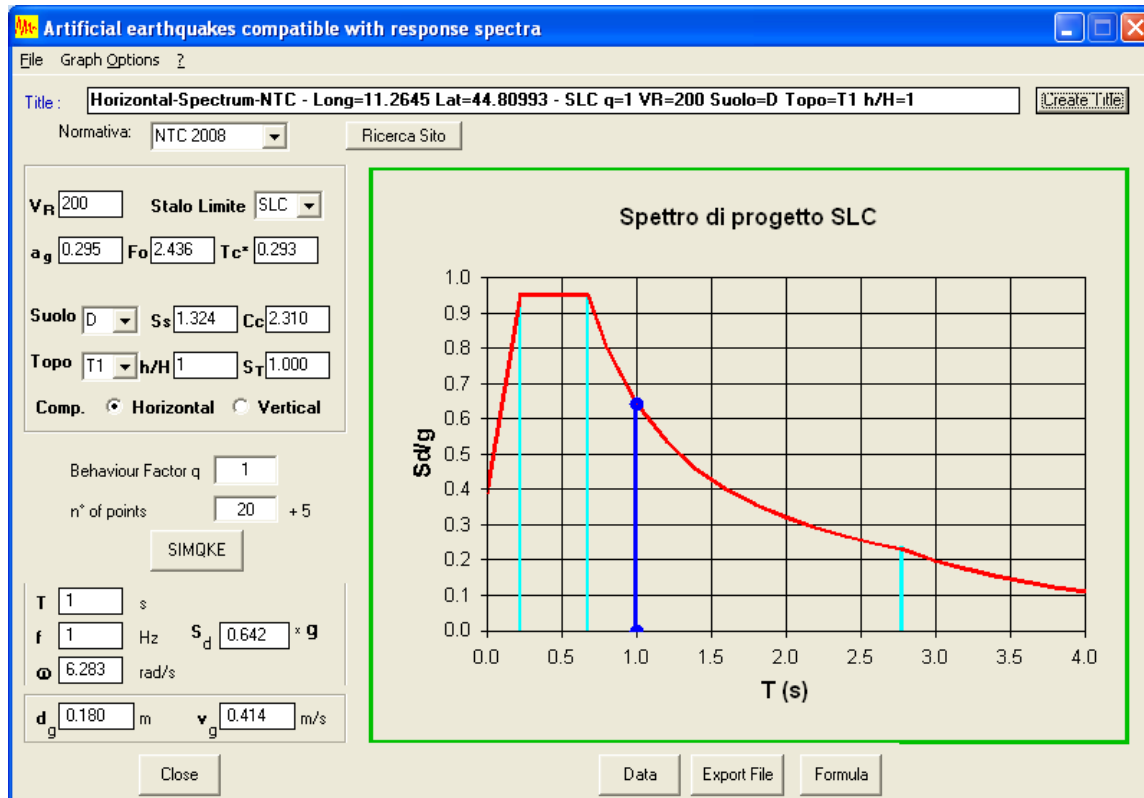 Artificial earthquakes compatible with response spectra
File Graph Options ?
Title : Horizontal-Spectrum-NTC - Long=11.2645 Lat=44.80993 - SLC q=1 VR=200 Suolo=D Topo=T1 h/H=1 Create Title
Normativa: NTC 2008 Ricerca Sito
VR 200 Stalo Limite SLC
ag 0.295 Fo 2.436 Tc* 0.293
Suolo D Ss 1.324 Cc 2.310
Topo T1 h/H 1 ST 1.000
Comp. Horizontal Vertical
Behaviour Factor q 1
n° of points 20 + 5
SIMQKE
T 1 s
f 1 Hz Sd 0.642 × g
ω 6.283 rad/s
dg 0.180 m vg 0.414 m/s
Close
Spettro di progetto SLC
Sd/g
1.0
0.9
0.8
0.7
0.6
0.5
0.4
0.3
0.2
0.1
0.0
0.0 0.5 1.0 1.5 2.0 2.5 3.0 3.5 4.0
T (s)
Data Export File Formula